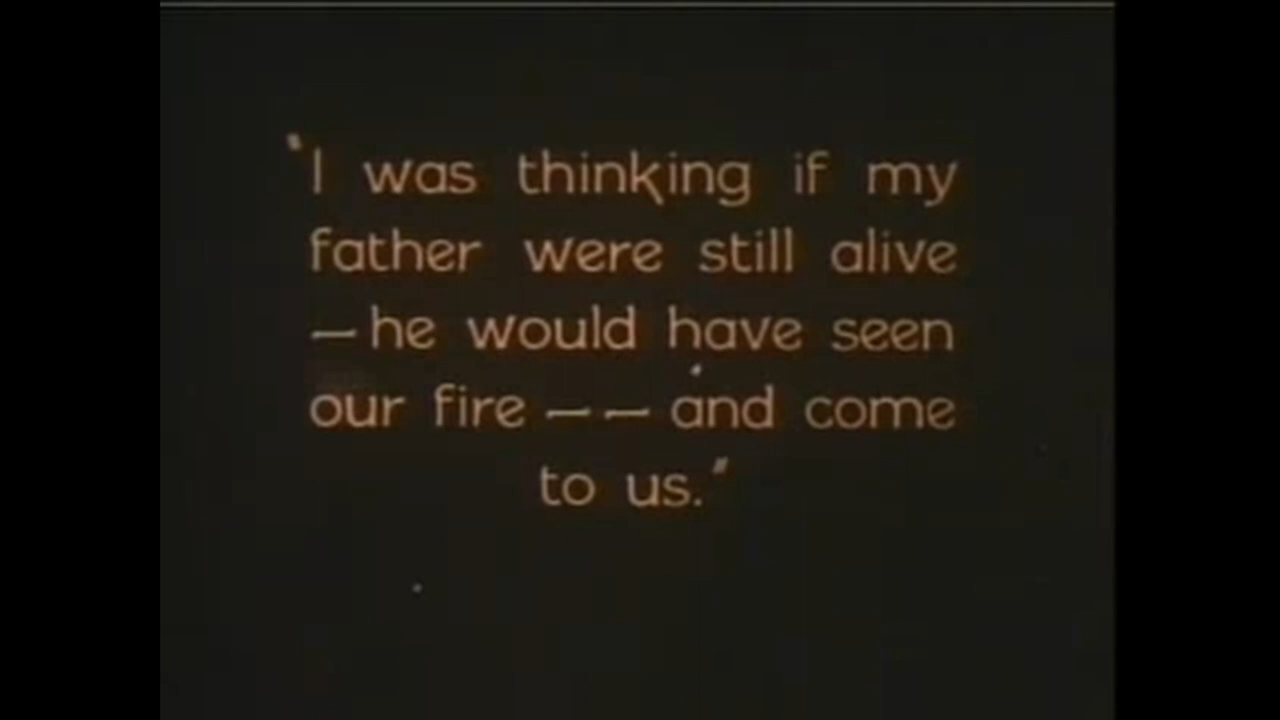 "I was thinking if my
father were still alive
—he would have seen
our fire —— and come
to us."